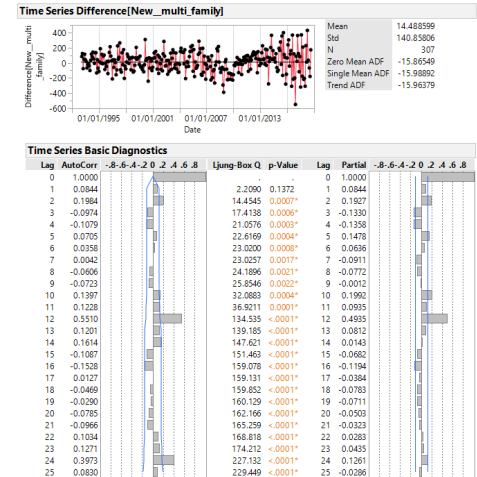 Time Series Difference[New__multi_family]
Difference[New__multi
family]
400
200
0
-200
-400
-600
01/01/1995 01/01/2001 01/01/2007 01/01/2013
Date
Mean 14.488599
Std 140.85806
N 307
Zero Mean ADF -15.86549
Single Mean ADF -15.98892
Trend ADF -15.96379
Time Series Basic Diagnostics
Lag AutoCorr -.8-.6-.4-.2 0 .2 .4 .6 .8 Ljung-Box Q p-Value Lag Partial -.8-.6-.4-.2 0 .2 .4 .6 .8
0 1.0000 . . 0 1.0000
1 0.0844 2.2090 0.1372 1 0.0844
2 0.1984 14.4545 0.0007* 2 0.1927
3 -0.0974 17.4138 0.0006* 3 -0.1330
4 -0.1079 21.0576 0.0003* 4 -0.1358
5 0.0705 22.6169 0.0004* 5 0.1478
6 0.0358 23.0200 0.0008* 6 0.0636
7 0.0042 23.0257 0.0017* 7 -0.0911
8 -0.0606 24.1896 0.0021* 8 -0.0772
9 -0.0723 25.8546 0.0022* 9 -0.0012
10 0.1397 32.0883 0.0004* 10 0.1992
11 0.1228 36.9211 0.0001* 11 0.0935
12 0.5510 134.535 <.0001* 12 0.4935
13 0.1201 139.185 <.0001* 13 0.0812
14 0.1614 147.621 <.0001* 14 0.0143
15 -0.1087 151.463 <.0001* 15 -0.0682
16 -0.1528 159.078 <.0001* 16 -0.1194
17 0.0127 159.131 <.0001* 17 -0.0384
18 -0.0469 159.852 <.0001* 18 -0.0783
19 -0.0290 160.129 <.0001* 19 -0.0711
20 -0.0785 162.166 <.0001* 20 -0.0503
21 -0.0966 165.259 <.0001* 21 -0.0323
22 0.1034 168.818 <.0001* 22 0.0283
23 0.1271 174.212 <.0001* 23 0.0435
24 0.3973 227.132 <.0001* 24 0.1261
25 0.0830 229.449 <.0001* 25 -0.0286